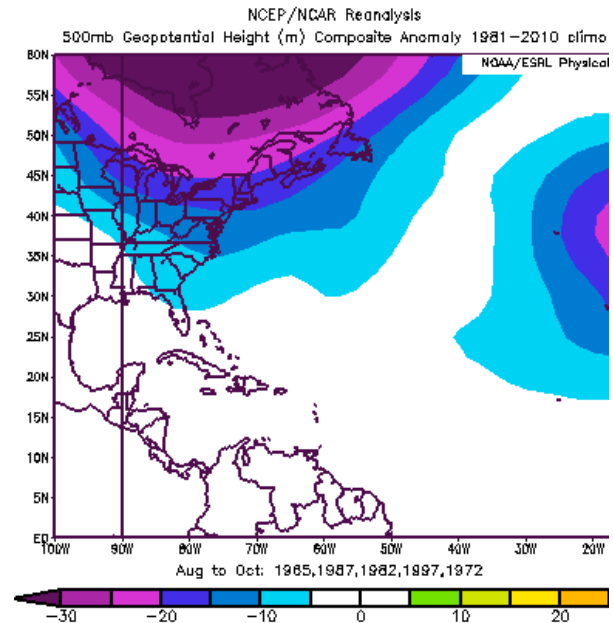 NCEP/NCAR Reanalysis
500mb Geopotential Height (m) Composite Anomaly 1981-2010 climo
NOAA/ESRL Physical
60N
55N
50N
45N
40N
35N
30N
25N
20N
15N
10N
5N
EQ
100W 90W 80W 70W 60W 50W 40W 30W 20W
Aug to Oct: 1965,1987,1982,1997,1972
-30 -20 -10 0 10 20